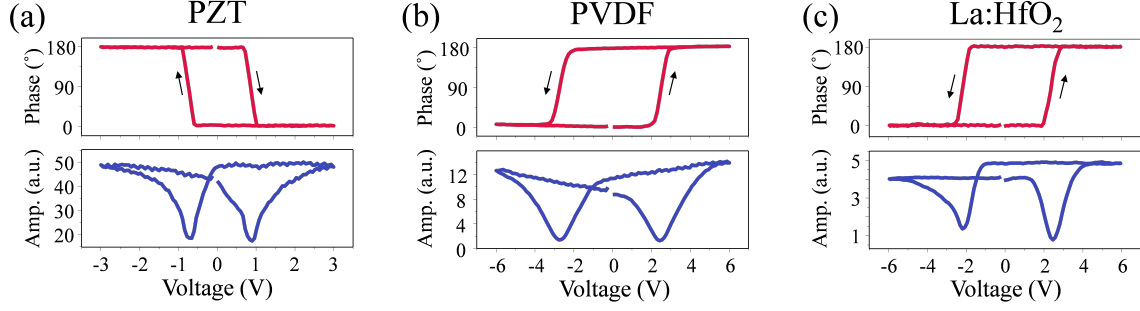 (a) PZT
180
90
0
Phase (°)
50
40
30
20
Amp. (a.u.)
-3 -2 -1 0 1 2 3
Voltage (V)
(b) PVDF
180
90
0
Phase (°)
12
8
4
0
Amp. (a.u.)
-6 -4 -2 0 2 4 6
Voltage (V)
(c) La:HfO₂
180
90
0
Phase (°)
5
3
1
Amp. (a.u.)
-6 -4 -2 0 2 4 6
Voltage (V)